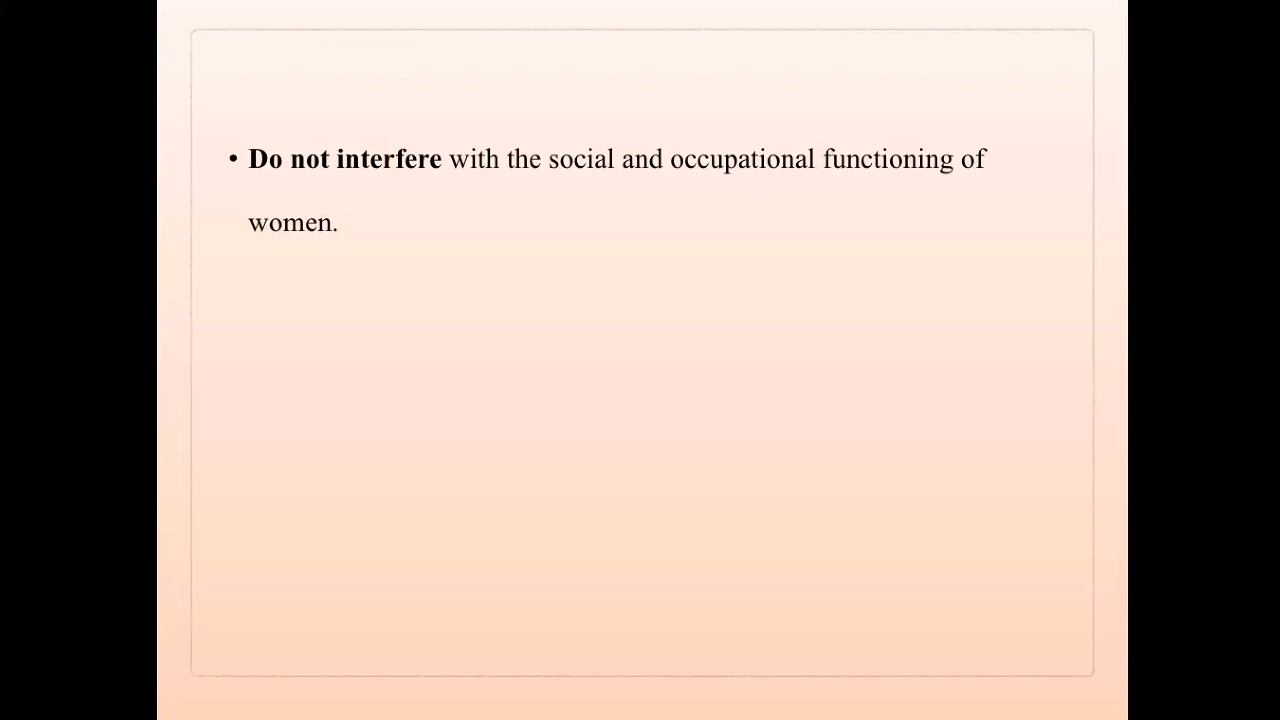 • Do not interfere with the social and occupational functioning of
women.